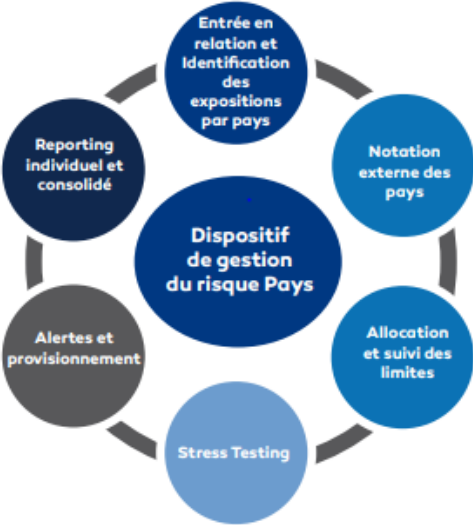 Entrée en
relation et
Identification
des
expositions
par pays
Notation
externe des
pays
Allocation
et suivi des
limites
Stress Testing
Alertes et
provisionnement
Reporting
individuel et
consolidé
Dispositif
de gestion
du risque Pays